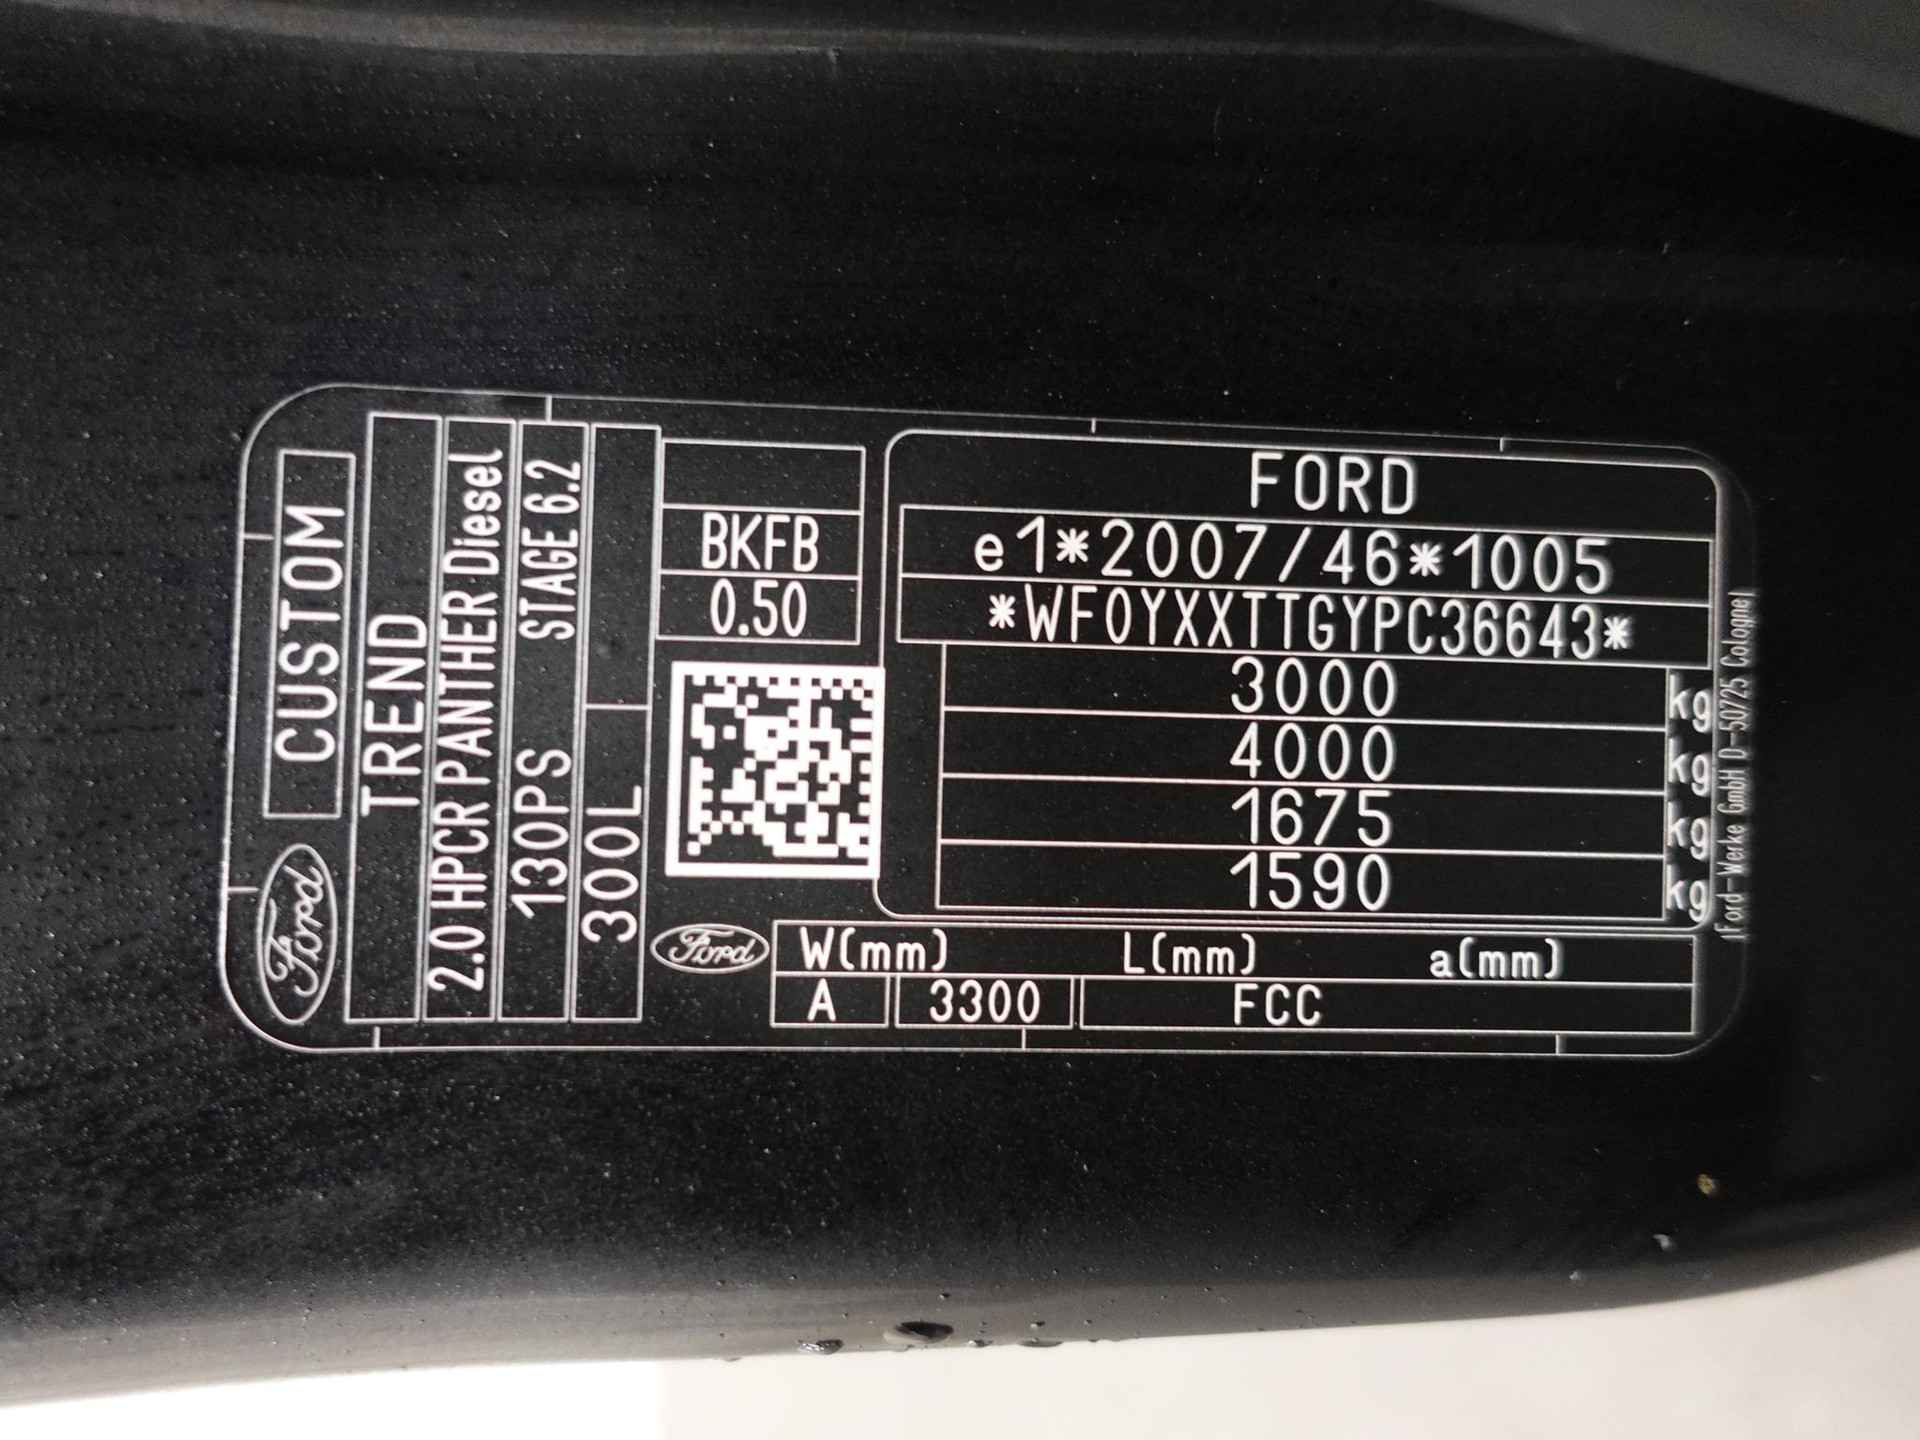 Ford
CUSTOM
TREND
2.0 HPCR PANTHER Diesel
130PS STAGE 6.2
300L
BKFB
0.50
FORD
e1*2007/46*1005
*WF0YXXTTGYPC36643*
3000 kg
4000 kg
1675 kg
1590 kg
Ford-Werke GmbH D-50725 Cologne
Ford
W(mm) L(mm) a(mm)
A 3300 FCC